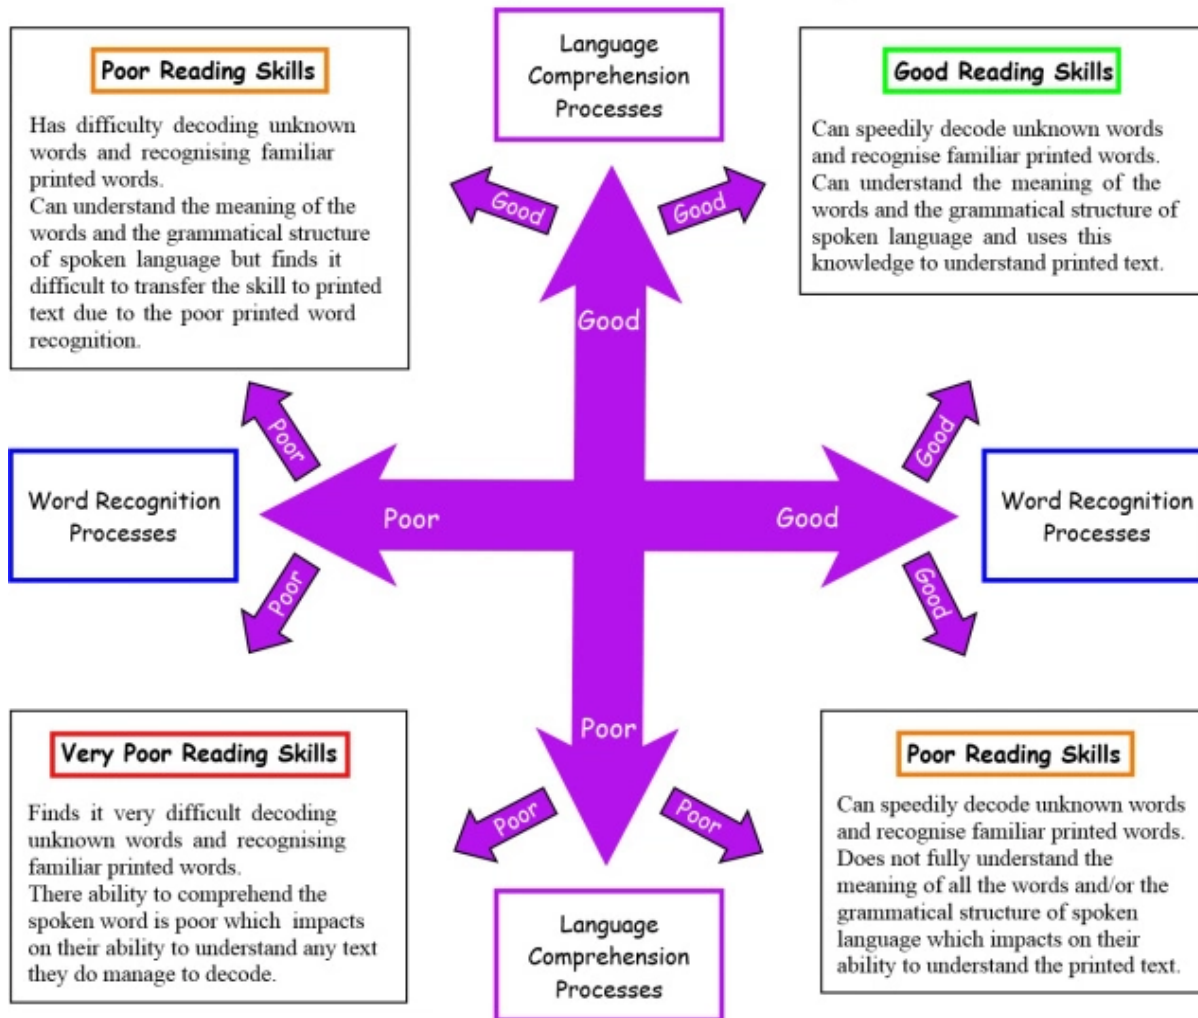 Language
Comprehension
Processes
Poor Reading Skills
Has difficulty decoding unknown
words and recognising familiar
printed words.
Can understand the meaning of the
words and the grammatical structure
of spoken language but finds it
difficult to transfer the skill to printed
text due to the poor printed word
recognition.
Good Reading Skills
Can speedily decode unknown words
and recognise familiar printed words.
Can understand the meaning of the
words and the grammatical structure of
spoken language and uses this
knowledge to understand printed text.
Good
Good
Good
Poor
Good
Word Recognition
Processes
Poor
Good
Word Recognition
Processes
Poor
Good
Poor
Very Poor Reading Skills
Finds it very difficult decoding
unknown words and recognising
familiar printed words.
There ability to comprehend the
spoken word is poor which impacts
on their ability to understand any text
they do manage to decode.
Poor
Poor
Poor Reading Skills
Can speedily decode unknown words
and recognise familiar printed words.
Does not fully understand the
meaning of all the words and/or the
grammatical structure of spoken
language which impacts on their
ability to understand the printed text.
Language
Comprehension
Processes